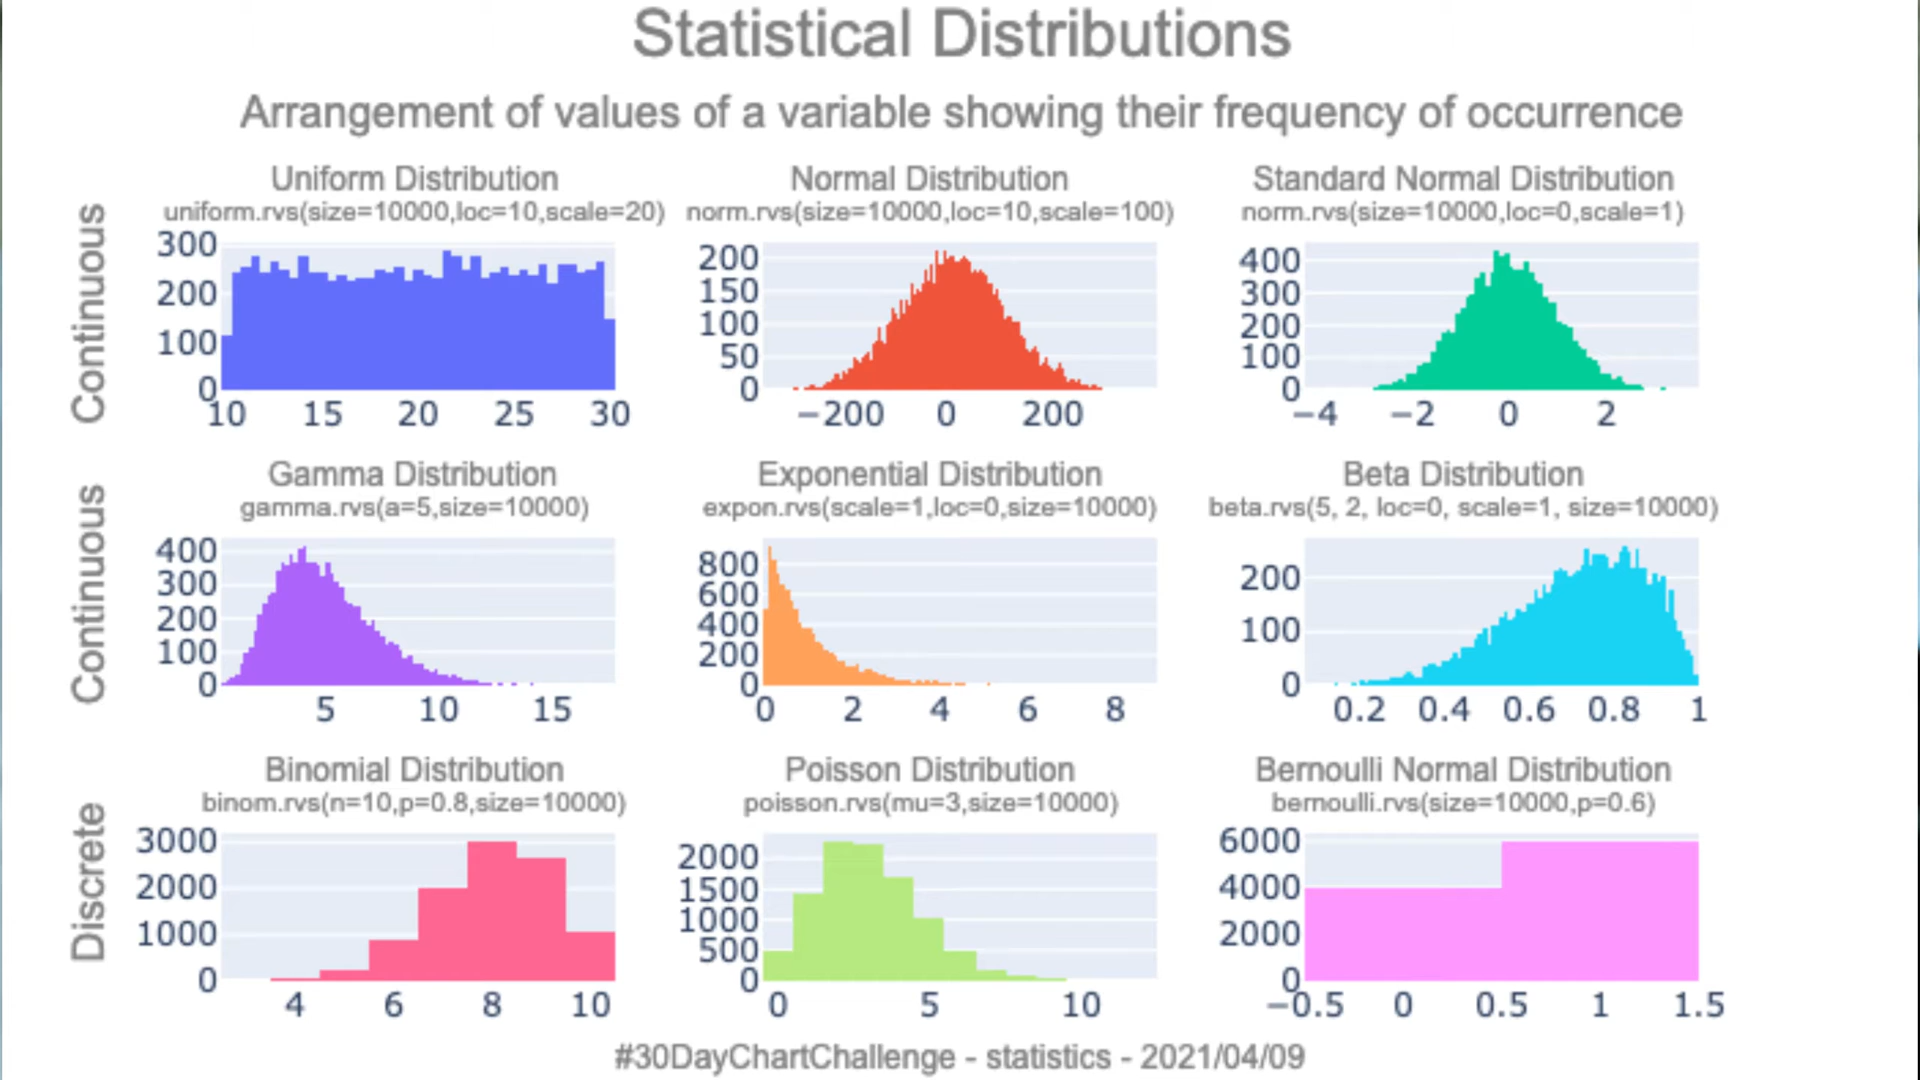 Statistical Distributions
Arrangement of values of a variable showing their frequency of occurrence
Continuous
Uniform Distribution
uniform.rvs(size=10000,loc=10,scale=20)
300
200
100
0
10 15 20 25 30
Normal Distribution
norm.rvs(size=10000,loc=10,scale=100)
200
150
100
50
0
−200 0 200
Standard Normal Distribution
norm.rvs(size=10000,loc=0,scale=1)
400
300
200
100
0
−4 −2 0 2
Continuous
Gamma Distribution
gamma.rvs(a=5,size=10000)
400
300
200
100
0
5 10 15
Exponential Distribution
expon.rvs(scale=1,loc=0,size=10000)
800
600
400
200
0
0 2 4 6 8
Beta Distribution
beta.rvs(5, 2, loc=0, scale=1, size=10000)
200
100
0
0.2 0.4 0.6 0.8 1
Discrete
Binomial Distribution
binom.rvs(n=10,p=0.8,size=10000)
3000
2000
1000
0
4 6 8 10
Poisson Distribution
poisson.rvs(mu=3,size=10000)
2000
1500
1000
500
0
0 5 10
Bernoulli Normal Distribution
bernoulli.rvs(size=10000,p=0.6)
6000
4000
2000
0
−0.5 0 0.5 1 1.5
#30DayChartChallenge - statistics - 2021/04/09